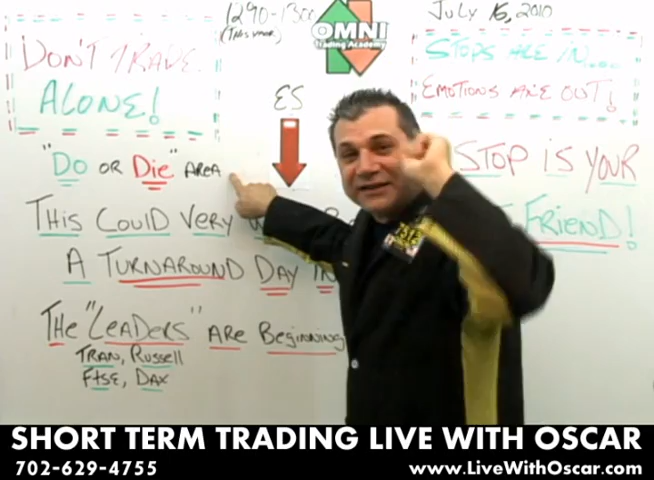 1290-1300
(This year)
OMNI
Trading Academy
JULY 16, 2010
DON'T TRADE
ALONE!
STOPS ARE IN...
EMOTIONS ARE OUT!
ES
"DO OR DIE" AREA
STOP IS YOUR
FRIEND!
THIS COULD VERY
A TURNAROUND DAY IN
THE "LEADERS" ARE BEGINNING
TRAN, RUSSELL
FTSE, DAX
SHORT TERM TRADING LIVE WITH OSCAR
702-629-4755
www.LiveWithOscar.com